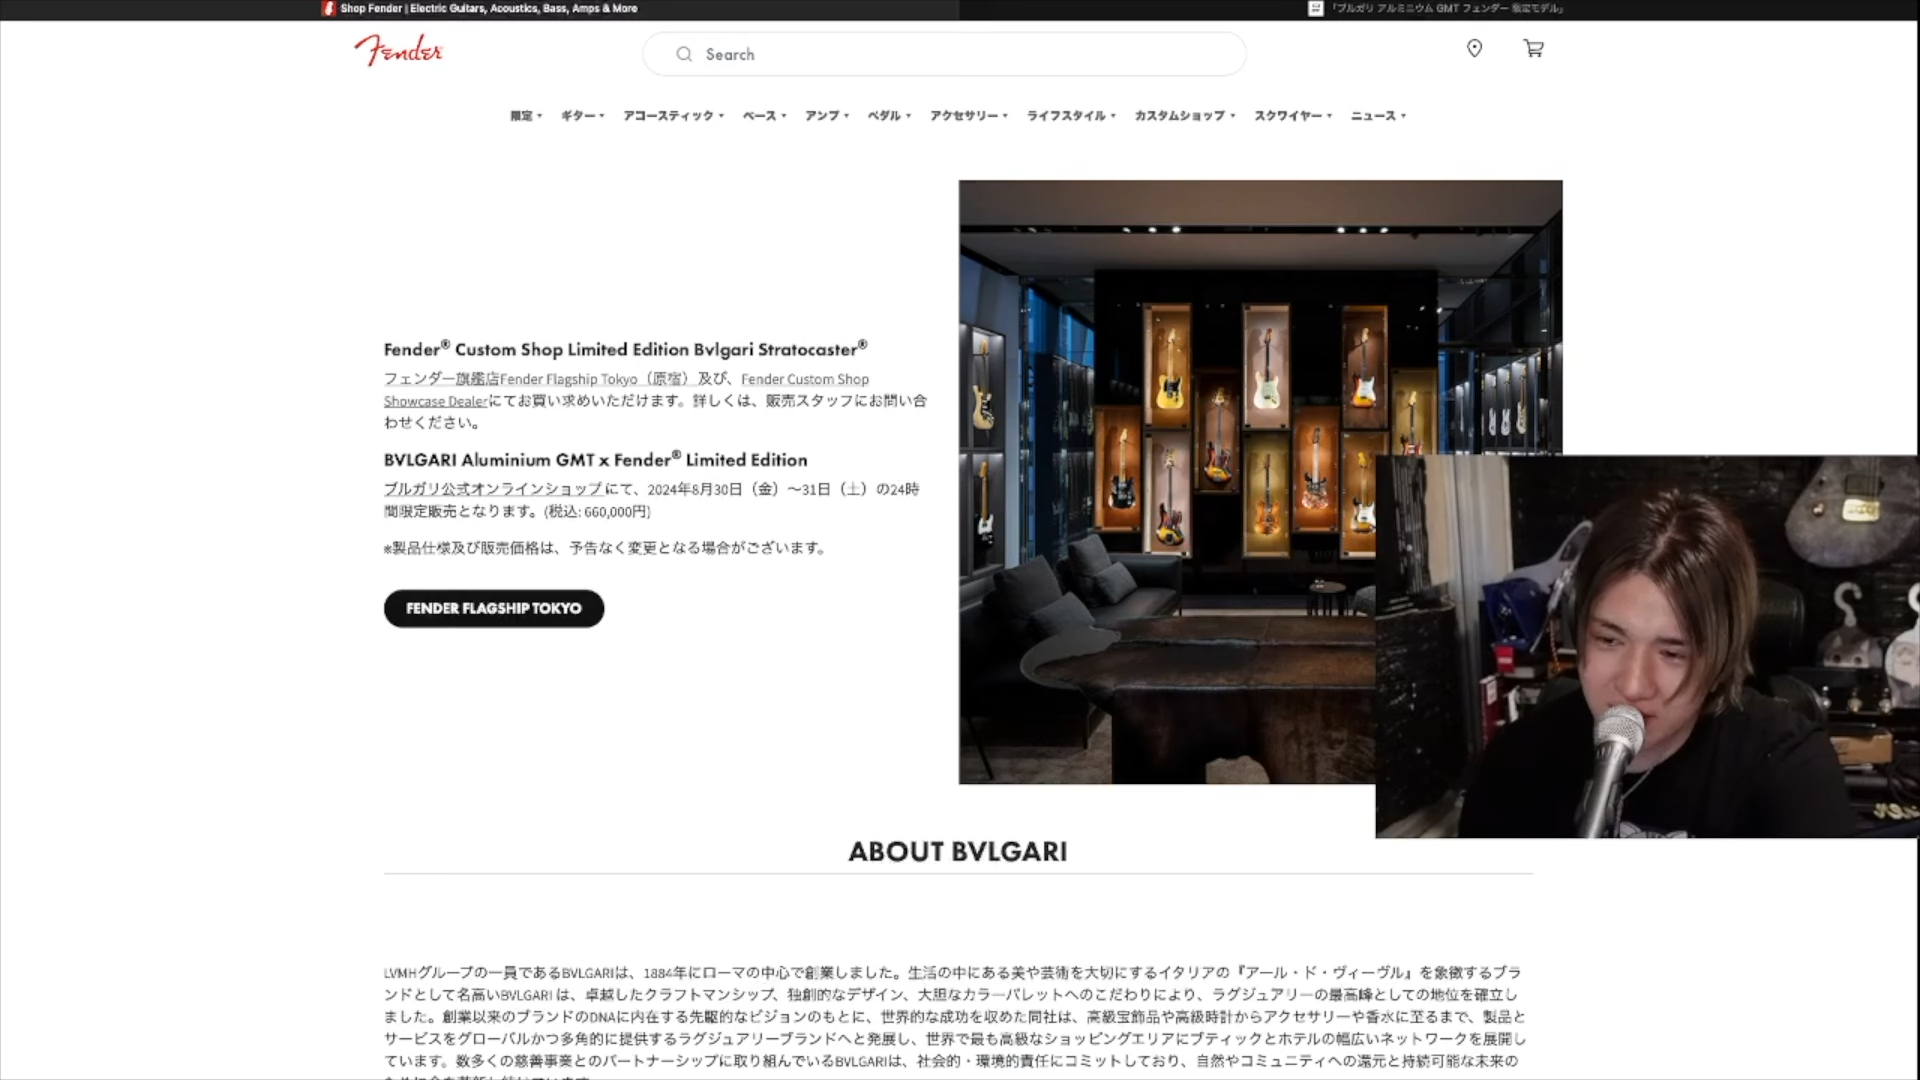 Shop Fender | Electric Guitars, Acoustics, Bass, Amps & More
「ブルガリ アルミニウム GMT フェンダー 限定モデル」
Fender
Search
限定 ギター アコースティック ベース アンプ ペダル アクセサリー ライフスタイル カスタムショップ スクワイヤー ニュース
Fender® Custom Shop Limited Edition Bvlgari Stratocaster®
フェンダー旗艦店Fender Flagship Tokyo（原宿）及び、Fender Custom Shop
Showcase Dealerにてお買い求めいただけます。詳しくは、販売スタッフにお問い合
わせください。
BVLGARI Aluminium GMT x Fender® Limited Edition
ブルガリ公式オンラインショップにて、2024年8月30日（金）〜31日（土）の24時
間限定販売となります。(税込: 660,000円)
※製品仕様及び販売価格は、予告なく変更となる場合がございます。
FENDER FLAGSHIP TOKYO
ABOUT BVLGARI
LVMHグループの一員であるBVLGARIは、1884年にローマの中心で創業しました。生活の中にある美や芸術を大切にするイタリアの『アール・ド・ヴィーヴル』を象徴するブラ
ンドとして名高いBVLGARI は、卓越したクラフトマンシップ、独創的なデザイン、大胆なカラーパレットへのこだわりにより、ラグジュアリーの最高峰としての地位を確立し
ました。創業以来のブランドのDNAに内在する先駆的なビジョンのもとに、世界的な成功を収めた同社は、高級宝飾品や高級時計からアクセサリーや香水に至るまで、製品と
サービスをグローバルかつ多角的に提供するラグジュアリーブランドへと発展し、世界で最も高級なショッピングエリアにブティックとホテルの幅広いネットワークを展開し
ています。数多くの慈善事業とのパートナーシップに取り組んでいるBVLGARIは、社会的・環境的責任にコミットしており、自然やコミュニティへの還元と持続可能な未来の